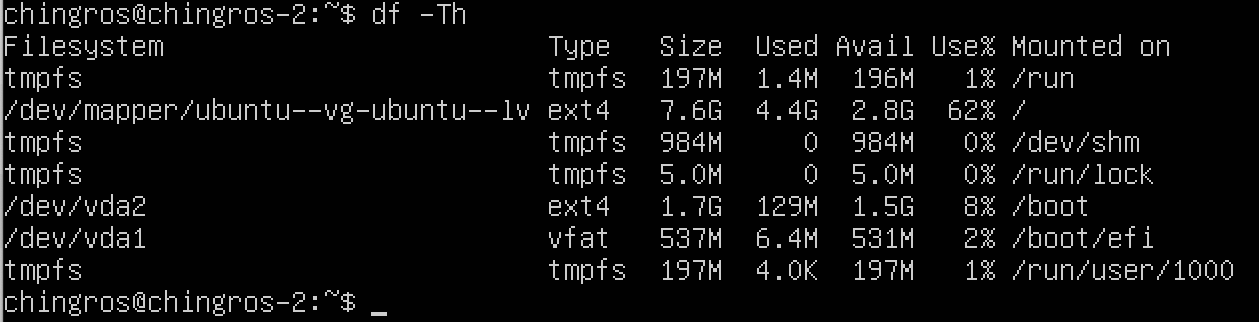 chingros@chingros-2:~$ df -Th
Filesystem                        Type   Size  Used Avail Use% Mounted on
tmpfs                             tmpfs  197M  1.4M  196M   1% /run
/dev/mapper/ubuntu--vg-ubuntu--lv ext4   7.6G  4.4G  2.8G  62% /
tmpfs                             tmpfs  984M     0  984M   0% /dev/shm
tmpfs                             tmpfs  5.0M     0  5.0M   0% /run/lock
/dev/vda2                         ext4   1.7G  129M  1.5G   8% /boot
/dev/vda1                         vfat   537M  6.4M  531M   2% /boot/efi
tmpfs                             tmpfs  197M  4.0K  197M   1% /run/user/1000
chingros@chingros-2:~$ _